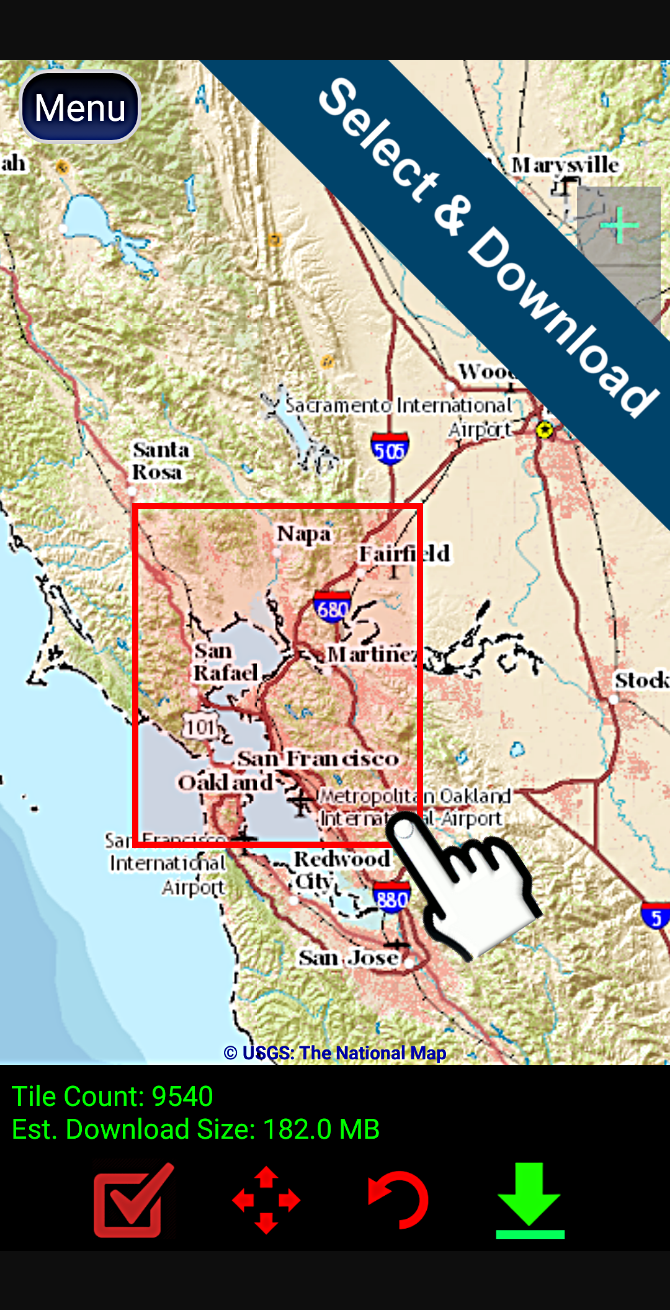 Menu
Select & Download
ah
Marysville
Woo
Sacramento International
Airport
505
Santa
Rosa
Napa
Fairfield
680
San
Rafael
Martinez
Stock
101
San Francisco
Oakland
Metropolitan Oakland
International Airport
San Francisco
International
Airport
Redwood
City
880
5
San Jose
© USGS: The National Map
Tile Count: 9540
Est. Download Size: 182.0 MB